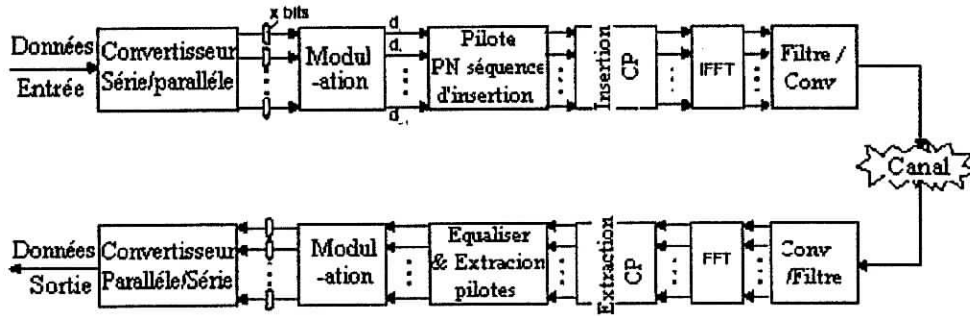 x bits
Données
Entrée
Convertisseur
Série/paralléle
Modul
-ation
d
d
d
Pilote
PN séquence
d'insertion
Insertion
CP
IFFT
Filtre /
Conv
Canal
Données
Sortie
Convertisseur
Paralléle/Série
Modul
-ation
Equaliser
& Extracion
pilotes
Extraction
CP
FFT
Conv
/Filtre